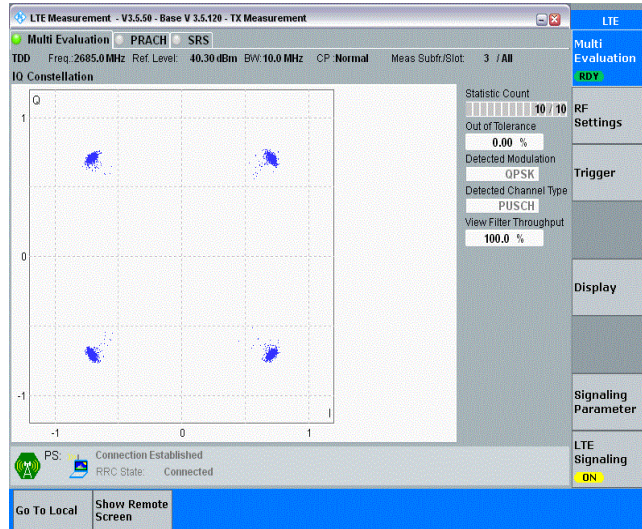 LTE Measurement - V3.5.50 - Base V 3.5.120 - TX Measurement
LTE
Multi Evaluation PRACH SRS
Multi
Evaluation
RDY
TDD Freq.:2685.0 MHz Ref. Level: 40.30 dBm BW:10.0 MHz CP :Normal Meas Subfr./Slot: 3 / All
IQ Constellation
Q
1
0
-1
-1
0
1
I
Statistic Count
10 / 10
Out of Tolerance
0.00 %
Detected Modulation
QPSK
Detected Channel Type
PUSCH
View Filter Throughput
100.0 %
RF
Settings
Trigger
Display
Signaling
Parameter
LTE
Signaling
ON
PS: Connection Established
RRC State: Connected
Go To Local
Show Remote
Screen